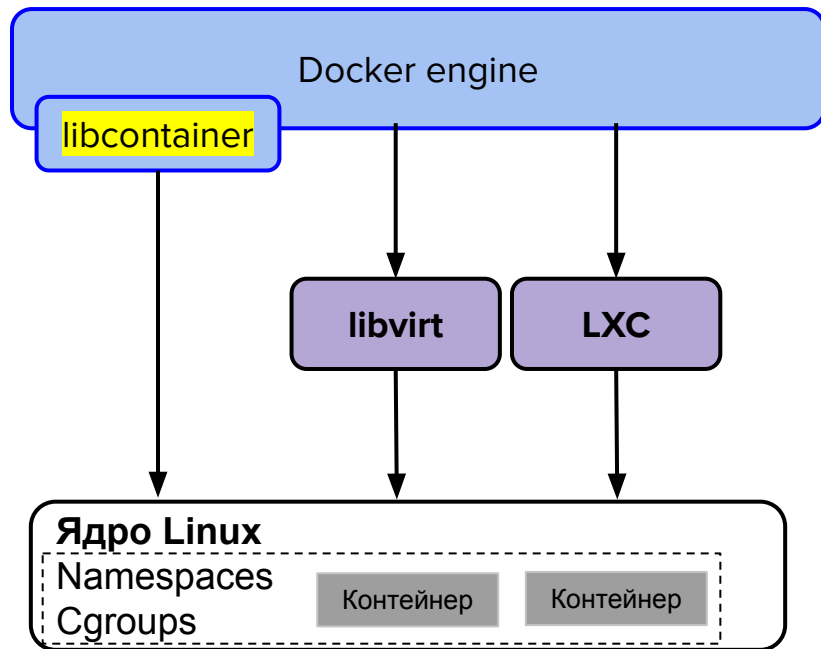 Docker engine
libcontainer
libvirt
LXC
Ядро Linux
Namespaces
Cgroups
Контейнер
Контейнер